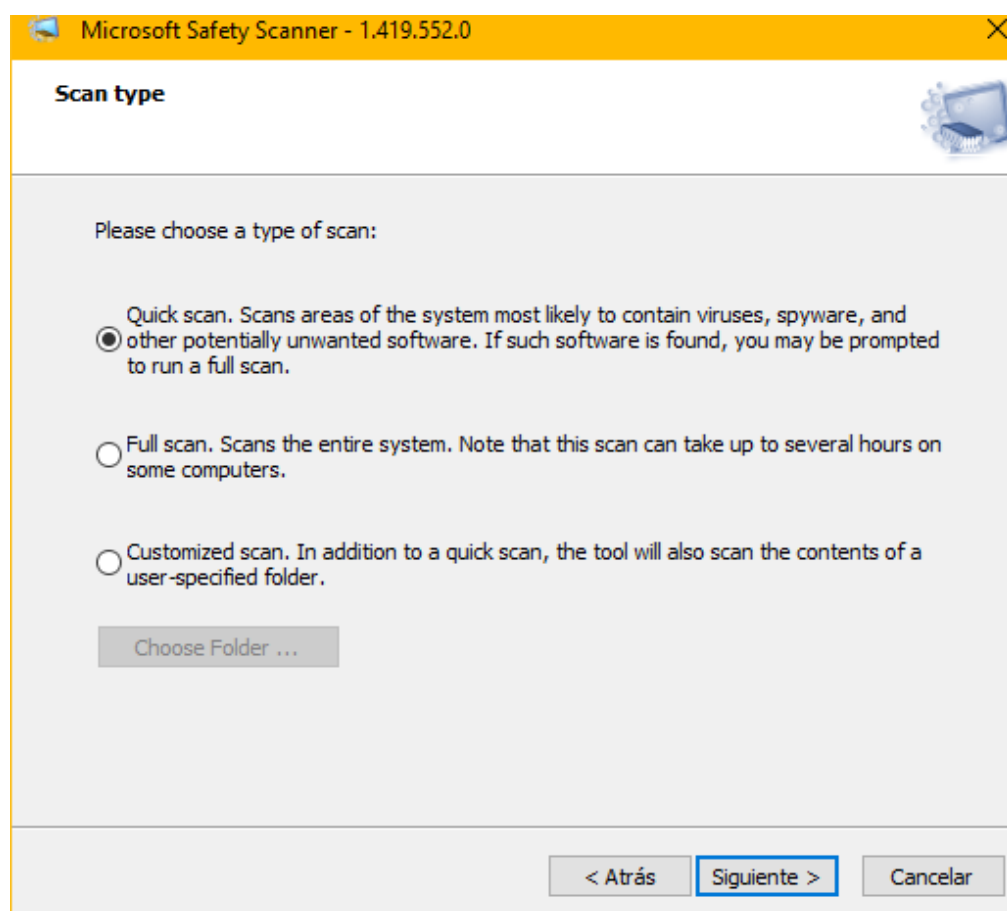 Microsoft Safety Scanner - 1.419.552.0
Scan type
Please choose a type of scan:
Quick scan. Scans areas of the system most likely to contain viruses, spyware, and
other potentially unwanted software. If such software is found, you may be prompted
to run a full scan.
Full scan. Scans the entire system. Note that this scan can take up to several hours on
some computers.
Customized scan. In addition to a quick scan, the tool will also scan the contents of a
user-specified folder.
Choose Folder ...
< Atrás Siguiente > Cancelar